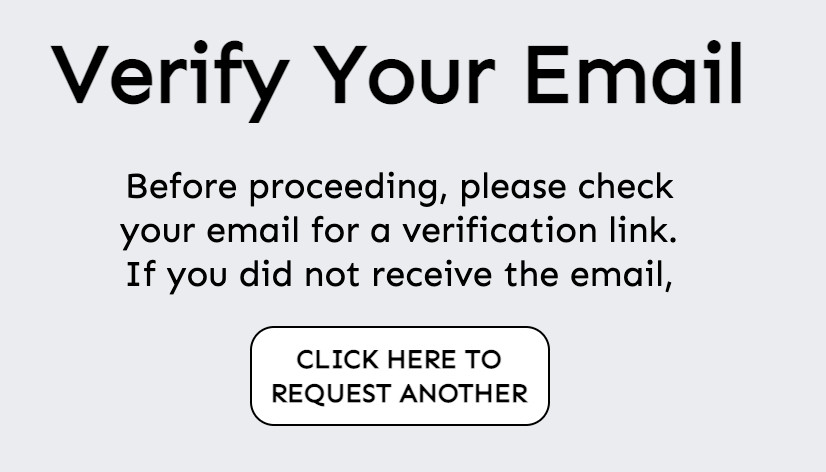 Verify Your Email
Before proceeding, please check
your email for a verification link.
If you did not receive the email,
CLICK HERE TO
REQUEST ANOTHER